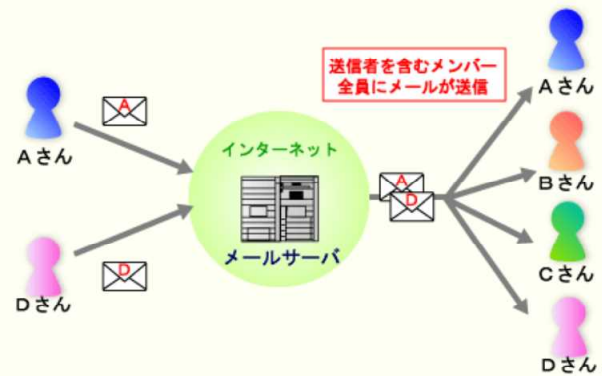 送信者を含むメンバー
全員にメールが送信
Aさん
A
Aさん
インターネット
A
D
Bさん
メールサーバ
D
Dさん
Cさん
Dさん